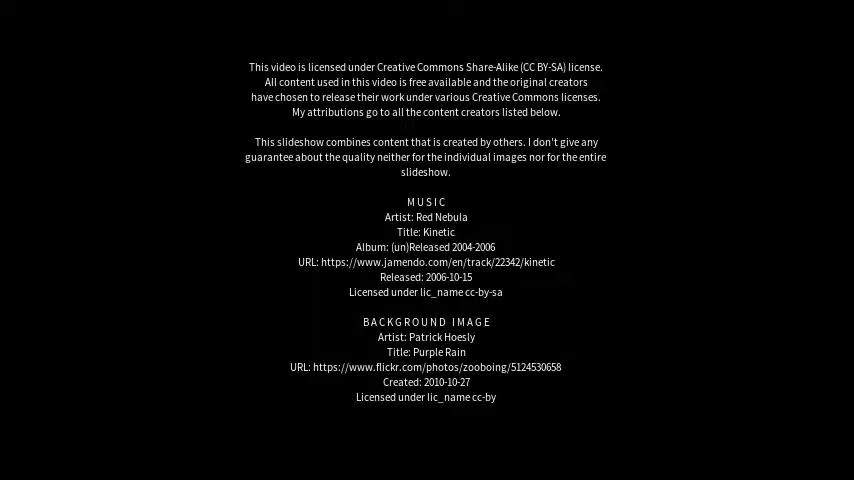 This video is licensed under Creative Commons Share-Alike (CC BY-SA) license.
All content used in this video is free available and the original creators
have chosen to release their work under various Creative Commons licenses.
My attributions go to all the content creators listed below.
This slideshow combines content that is created by others. I don't give any
guarantee about the quality neither for the individual images nor for the entire
slideshow.
MUSIC
Artist: Red Nebula
Title: Kinetic
Album: (un)Released 2004-2006
URL: https://www.jamendo.com/en/track/22342/kinetic
Released: 2006-10-15
Licensed under lic_name cc-by-sa
BACKGROUND IMAGE
Artist: Patrick Hoesly
Title: Purple Rain
URL: https://www.flickr.com/photos/zooboing/5124530658
Created: 2010-10-27
Licensed under lic_name cc-by